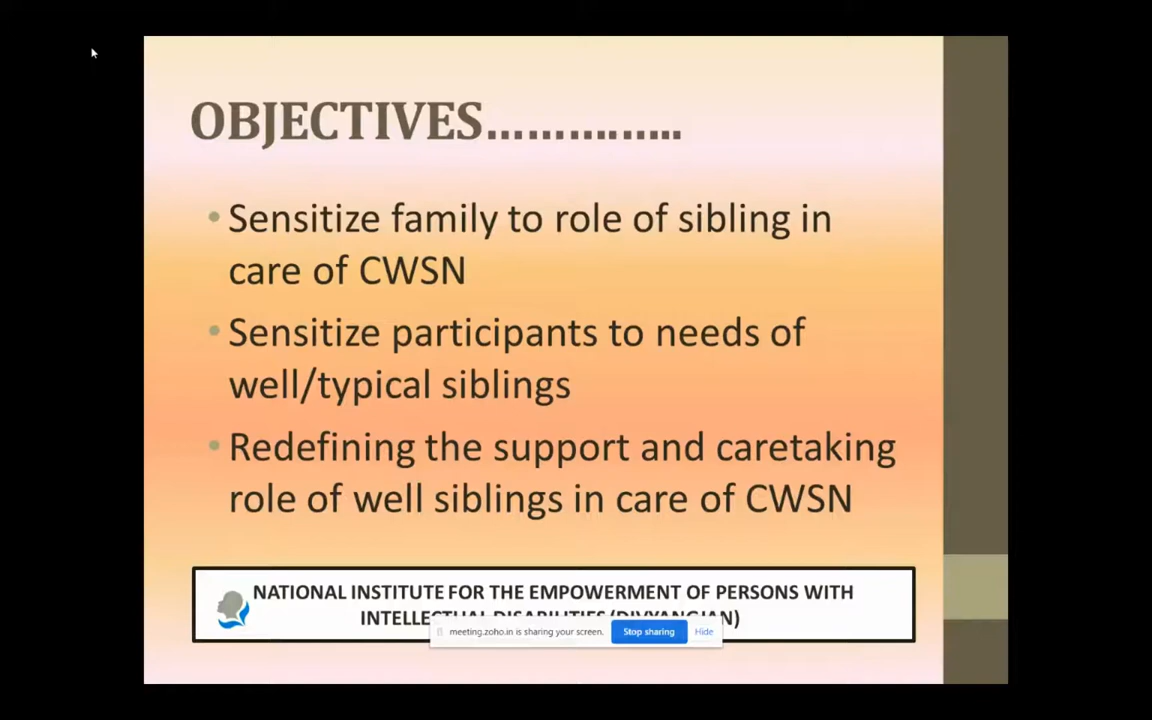 OBJECTIVES…………….
• Sensitize family to role of sibling in
care of CWSN
• Sensitize participants to needs of
well/typical siblings
• Redefining the support and caretaking
role of well siblings in care of CWSN
NATIONAL INSTITUTE FOR THE EMPOWERMENT OF PERSONS WITH
INTELLECTUAL DISABILITIES (DIVYANGJAN)
meeting.zoho.in is sharing your screen.
Stop sharing
Hide